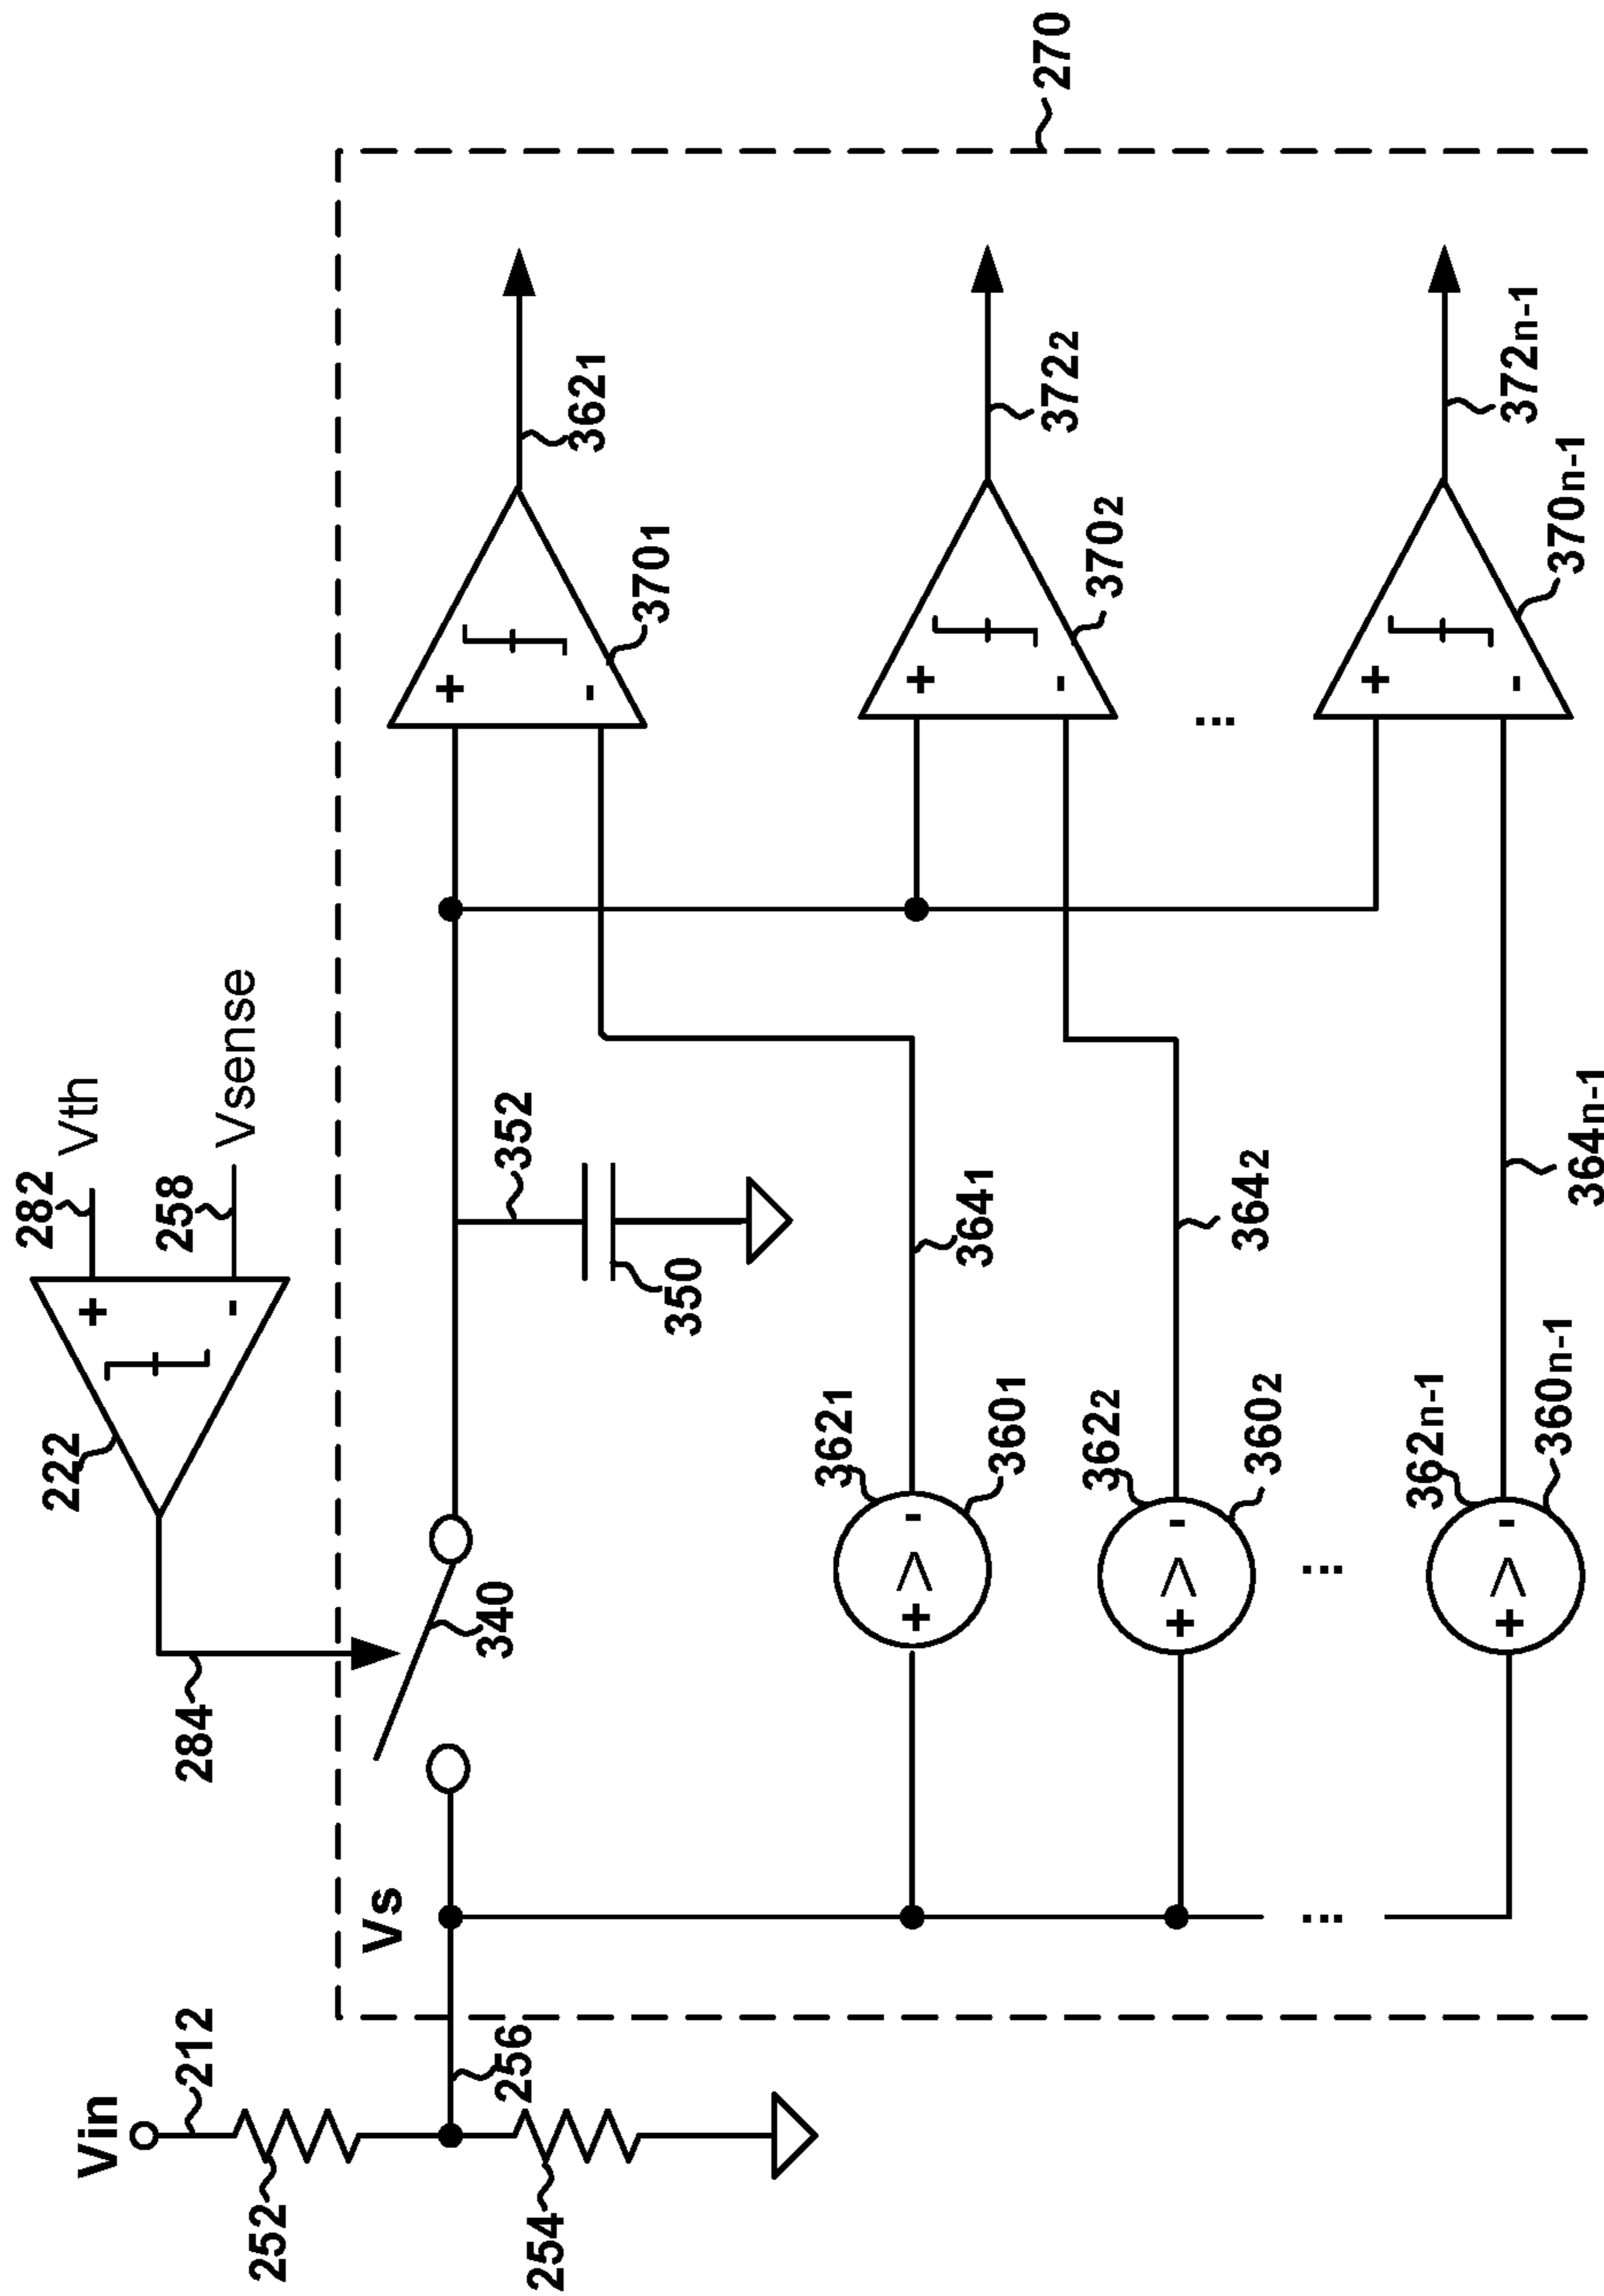 Vin
212
252
254
256
Vs
284
222
282
Vth
258
Vsense
340
352
350
270
+
-
+
-
3621
3701
3621
+ V -
3601
3641
+
-
3722
3702
3622
+ V -
3602
3642
...
...
...
+
-
372n-1
370n-1
362n-1
+ V -
360n-1
364n-1